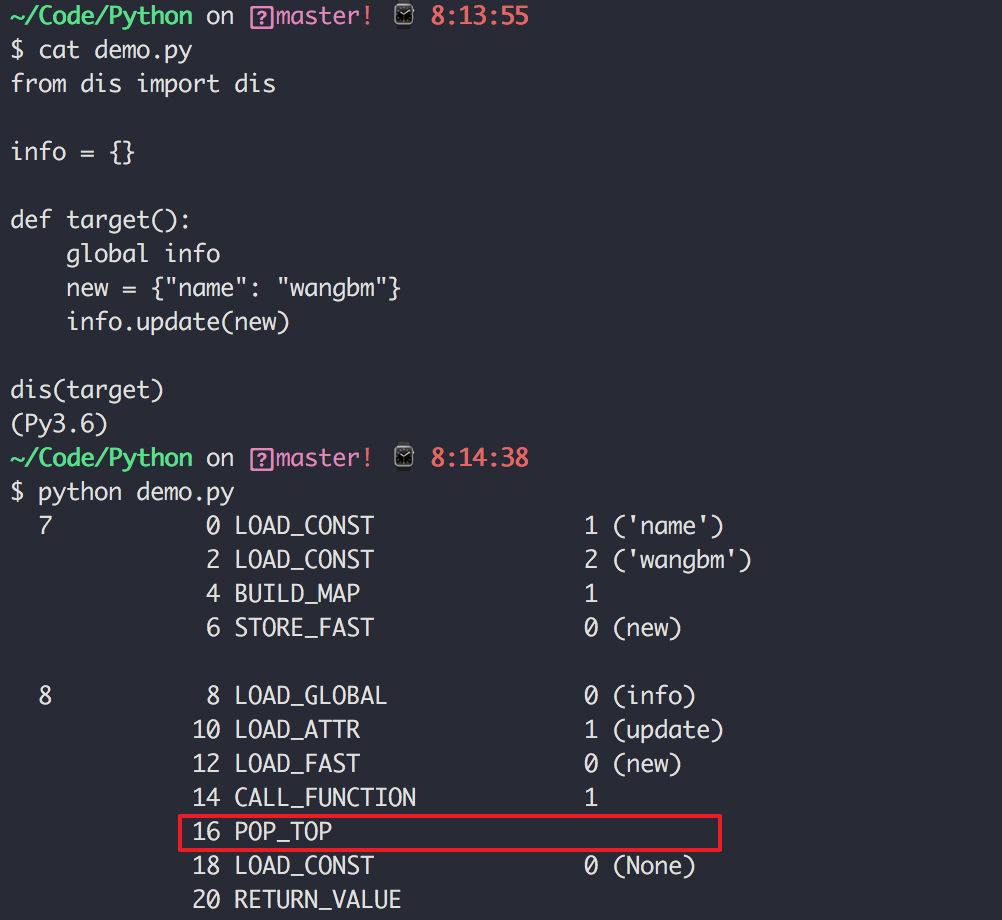 ~/Code/Python on ?master! 8:13:55
$ cat demo.py
from dis import dis
info = {}
def target():
    global info
    new = {"name": "wangbm"}
    info.update(new)
dis(target)
(Py3.6)
~/Code/Python on ?master! 8:14:38
$ python demo.py
  7           0 LOAD_CONST               1 ('name')
              2 LOAD_CONST               2 ('wangbm')
              4 BUILD_MAP                1
              6 STORE_FAST               0 (new)
  8           8 LOAD_GLOBAL              0 (info)
             10 LOAD_ATTR                1 (update)
             12 LOAD_FAST                0 (new)
             14 CALL_FUNCTION            1
             16 POP_TOP
             18 LOAD_CONST               0 (None)
             20 RETURN_VALUE